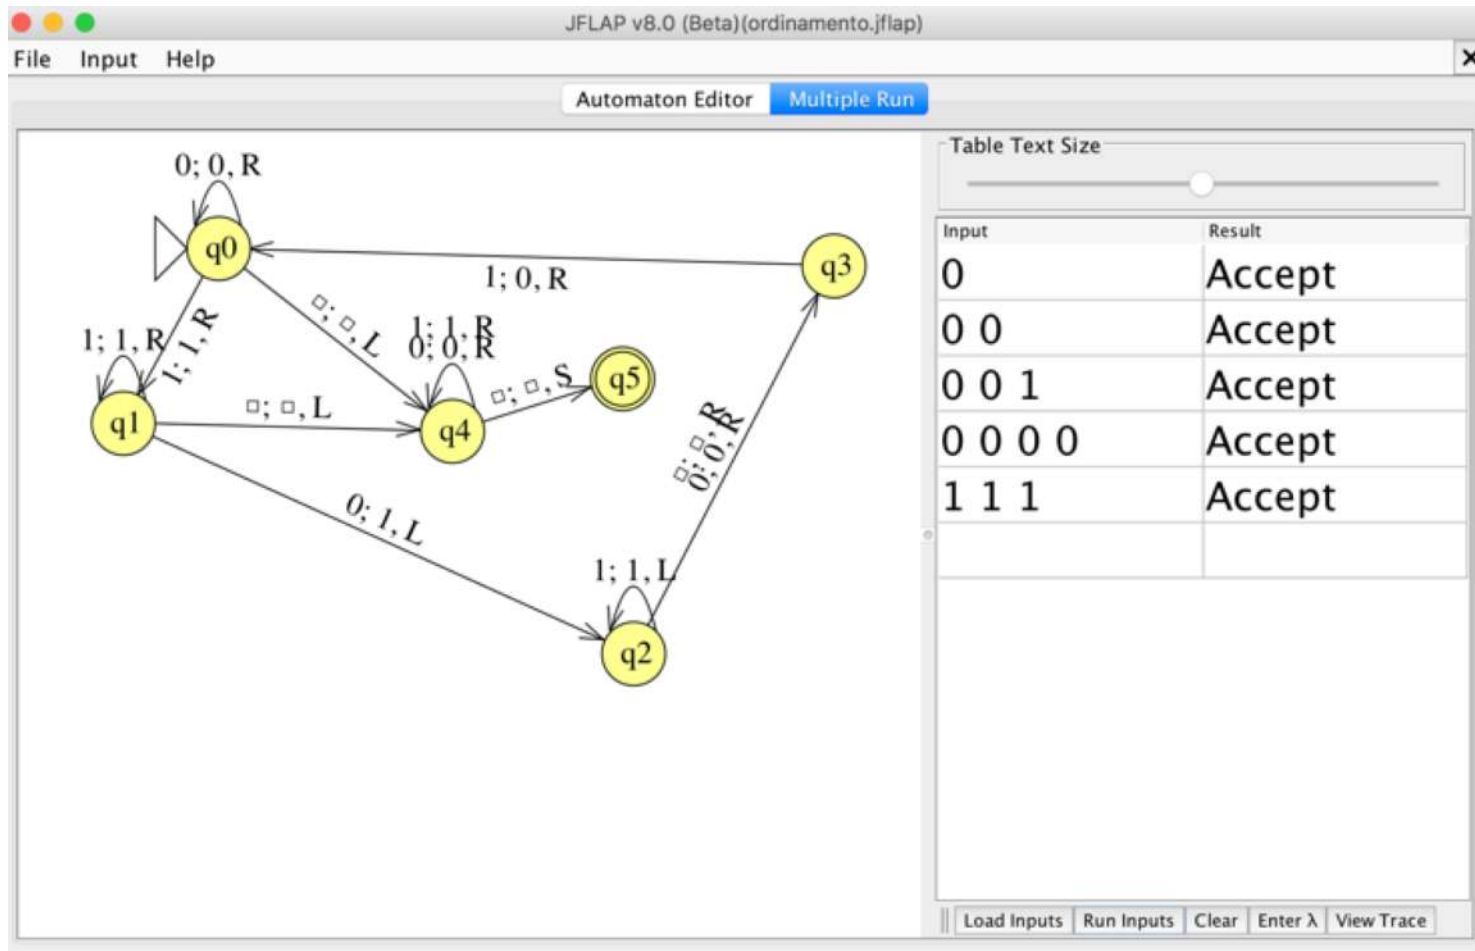 JFLAP v8.0 (Beta)(ordinamento.jflap)
File Input Help
Automaton Editor Multiple Run
Table Text Size
0; 0, R
q0
1; 0, R
q3
1; 1, R
1; 1, R
□; □, L
1; 1, R
0; 0, R
□; □, S
q5
q1
□; □, L
q4
□; □, R
0; 0, R
0; 1, L
1; 1, L
q2
Input Result
0 Accept
0 0 Accept
0 0 1 Accept
0 0 0 0 Accept
1 1 1 Accept
Load Inputs Run Inputs Clear Enter λ View Trace